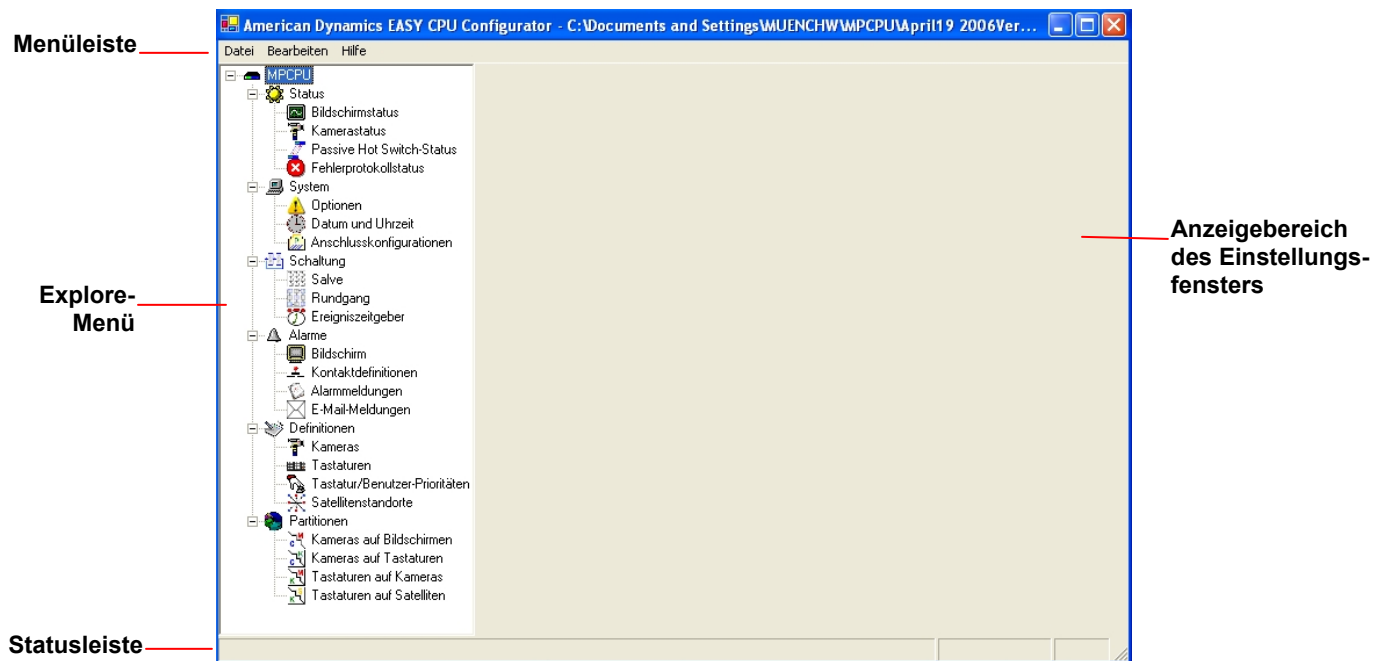 American Dynamics EASY CPU Configurator - C:\Documents and Settings\MUENCHW\MPCPU\April19 2006Ver...
Menüleiste
Datei Bearbeiten Hilfe
MPCPU
Status
Bildschirmstatus
Kamerastatus
Passive Hot Switch-Status
Fehlerprotokollstatus
System
Optionen
Datum und Uhrzeit
Anschlusskonfigurationen
Schaltung
Salve
Rundgang
Ereigniszeitgeber
Alarme
Bildschirm
Kontaktdefinitionen
Alarmmeldungen
E-Mail-Meldungen
Definitionen
Kameras
Tastaturen
Tastatur/Benutzer-Prioritäten
Satellitenstandorte
Partitionen
Kameras auf Bildschirmen
Kameras auf Tastaturen
Tastaturen auf Kameras
Tastaturen auf Satelliten
Explore-
Menü
Anzeigebereich
des Einstellungs-
fensters
Statusleiste